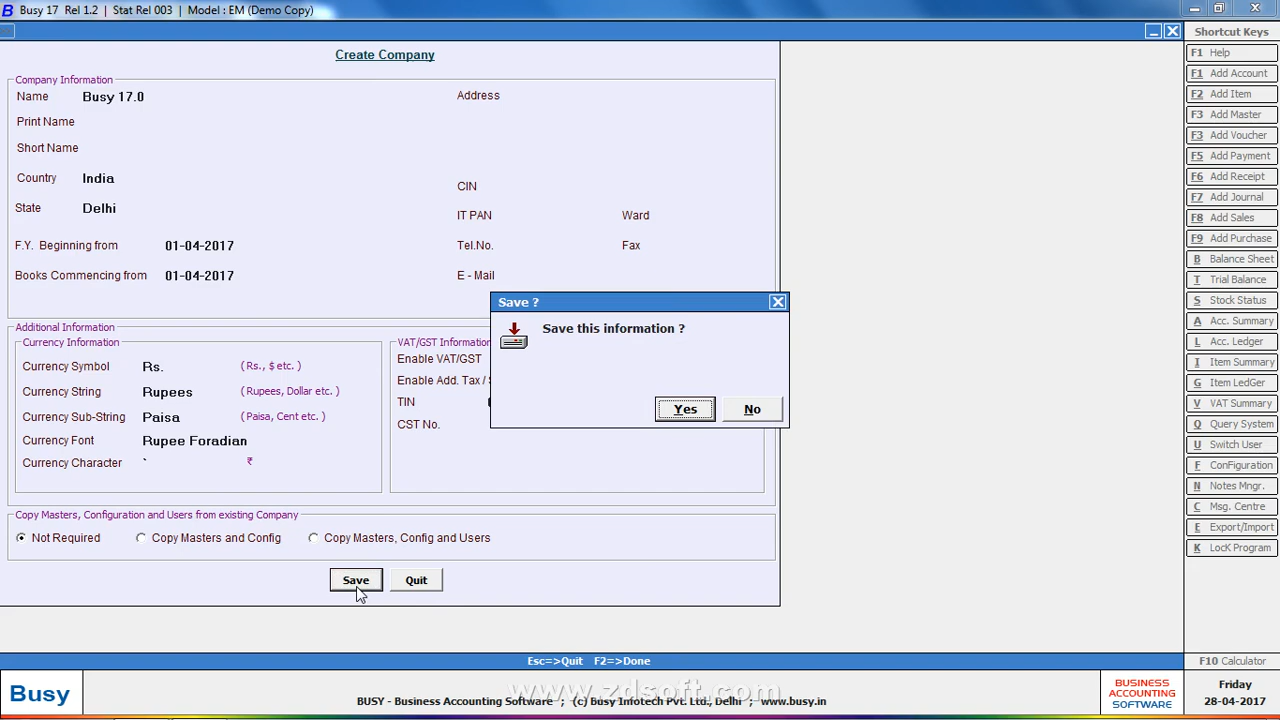 Busy 17 Rel 1.2 | Stat Rel 003 | Model : EM (Demo Copy)
Create Company
Company Information
Name Busy 17.0
Print Name
Short Name
Country India
State Delhi
F.Y. Beginning from 01-04-2017
Books Commencing from 01-04-2017
Address
CIN
IT PAN Ward
Tel.No. Fax
E - Mail
Additional Information
Currency Information
Currency Symbol Rs. ( Rs., $ etc. )
Currency String Rupees ( Rupees, Dollar etc. )
Currency Sub-String Paisa ( Paisa, Cent etc. )
Currency Font Rupee Foradian
Currency Character ` ₹
VAT/GST Information
Enable VAT/GST
Enable Add. Tax /
TIN
CST No.
Save ?
Save this information ?
Yes No
Copy Masters, Configuration and Users from existing Company
Not Required Copy Masters and Config Copy Masters, Config and Users
Save Quit
Shortcut Keys
F1 Help
F1 Add Account
F2 Add Item
F3 Add Master
F3 Add Voucher
F5 Add Payment
F6 Add Receipt
F7 Add Journal
F8 Add Sales
F9 Add Purchase
B Balance Sheet
T Trial Balance
S Stock Status
A Acc. Summary
L Acc. Ledger
I Item Summary
G Item LedGer
V VAT Summary
Q Query System
U Switch User
F ConFiguration
N Notes Mngr.
C Msg. Centre
E Export/Import
K LocK Program
Esc=>Quit F2=>Done
F10 Calculator
Busy
www.zdsoft.com
BUSY - Business Accounting Software ; (c) Busy Infotech Pvt. Ltd., Delhi ; www.busy.in
BUSINESS
ACCOUNTING
SOFTWARE
Friday
28-04-2017